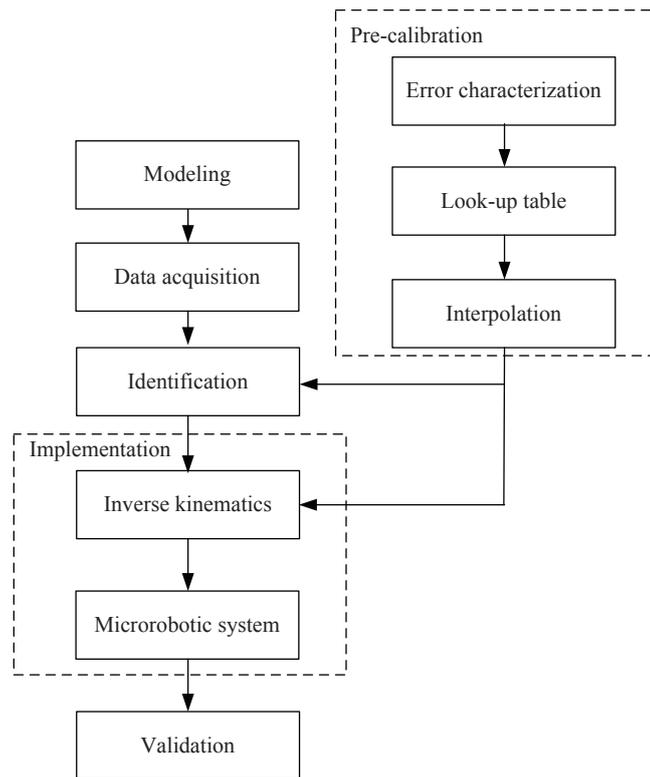 Pre-calibration
Error characterization
Look-up table
Interpolation
Modeling
Data acquisition
Identification
Implementation
Inverse kinematics
Microrobotic system
Validation